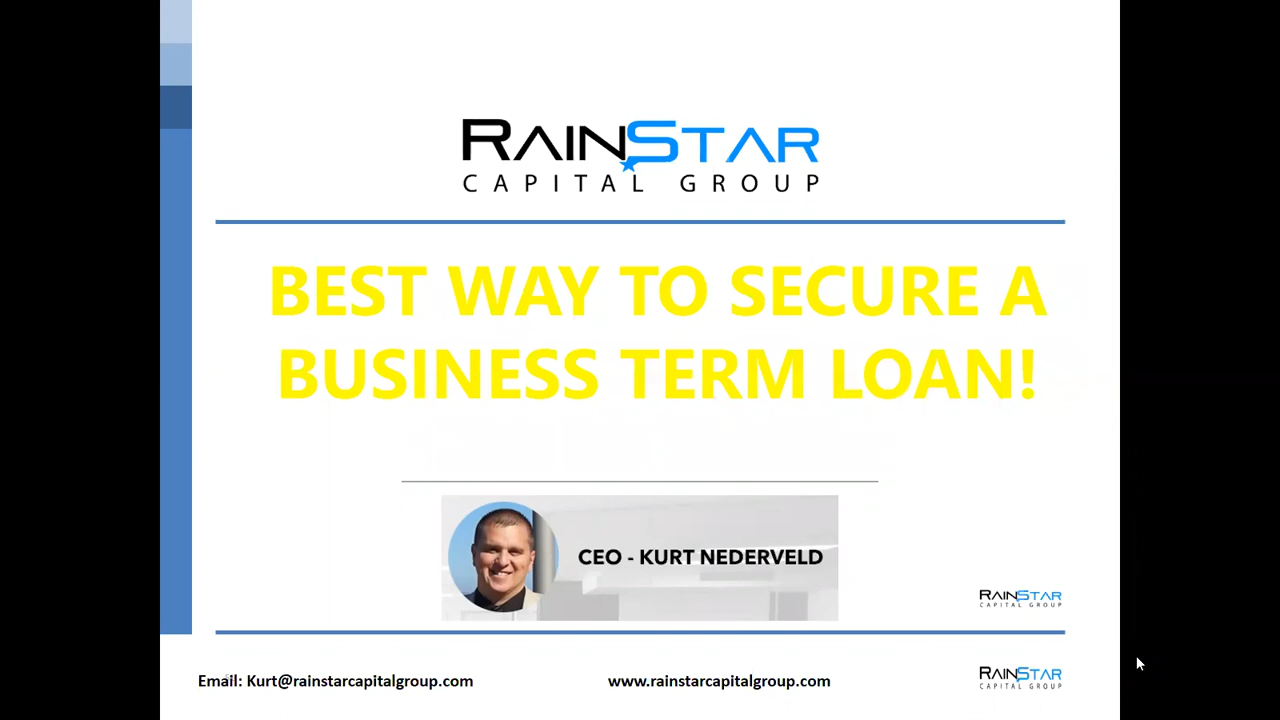 RAINSTAR
CAPITAL GROUP
BEST WAY TO SECURE A
BUSINESS TERM LOAN!
CEO - KURT NEDERVELD
RAINSTAR
CAPITAL GROUP
Email: Kurt@rainstarcapitalgroup.com
www.rainstarcapitalgroup.com
RAINSTAR
CAPITAL GROUP